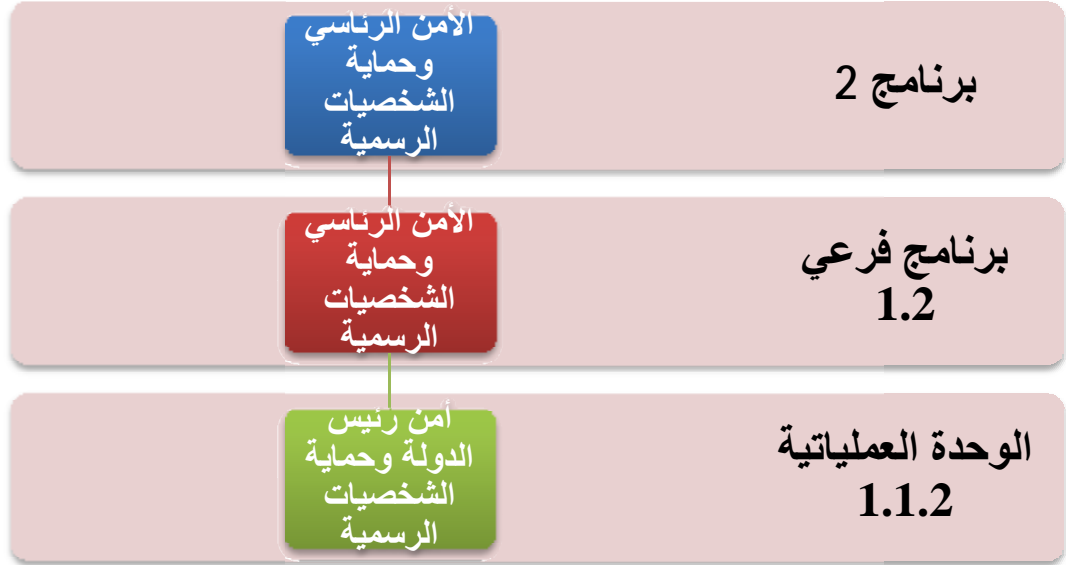 برنامج 2
الأمن الرئاسي
وحماية
الشخصيات
الرسمية
برنامج فرعي
1.2
الأمن الرئاسي
وحماية
الشخصيات
الرسمية
الوحدة العملياتية
1.1.2
أمن رئيس
الدولة وحماية
الشخصيات
الرسمية